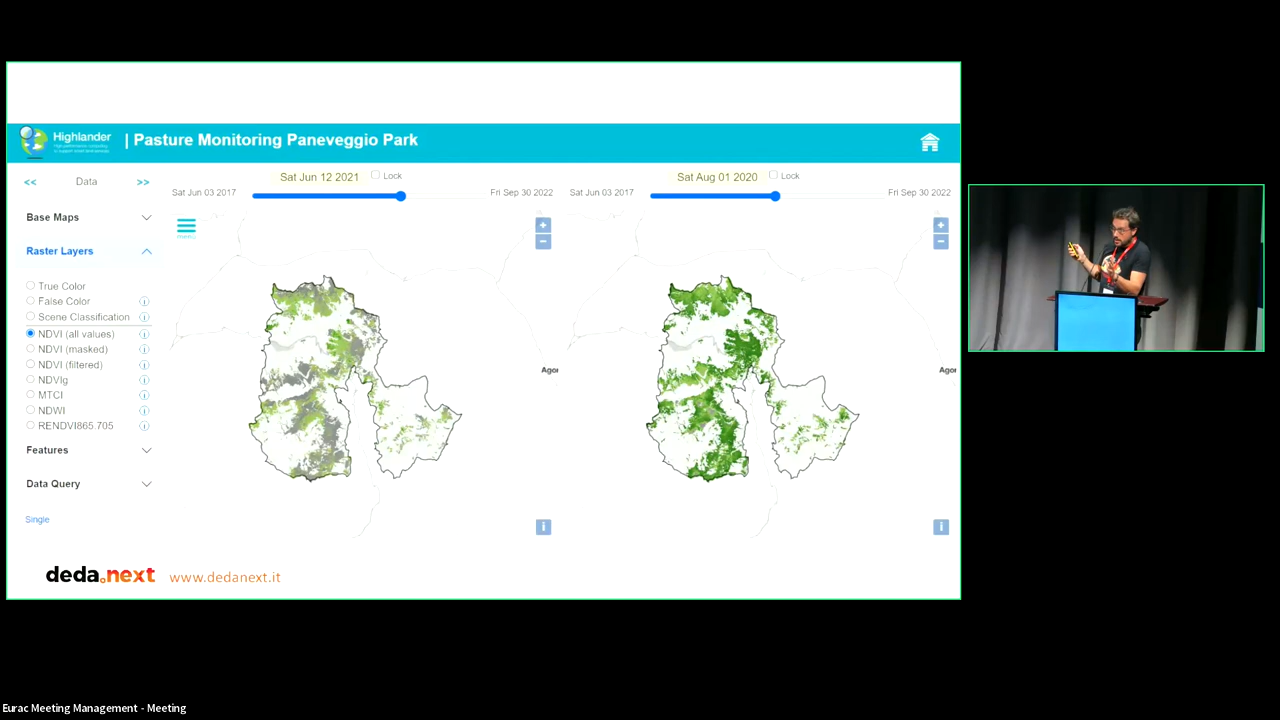 Highlander
| Pasture Monitoring Paneveggio Park
<< Data >>
Base Maps
Raster Layers
True Color
False Color
Scene Classification
NDVI (all values)
NDVI (masked)
NDVI (filtered)
NDVIg
MTCI
NDWI
RENDVI865.705
Features
Data Query
Single
Sat Jun 12 2021
Lock
Sat Jun 03 2017
Fri Sep 30 2022
+
−
Agor
i
Sat Aug 01 2020
Lock
Sat Jun 03 2017
Fri Sep 30 2022
+
−
Agor
i
deda.next www.dedanext.it
Eurac Meeting Management - Meeting